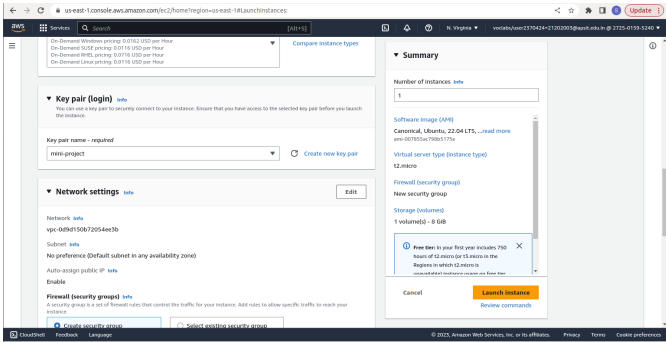 us-east-1.console.aws.amazon.com/ec2/home?region=us-east-1#LaunchInstances:
Update
aws
Services
Search
[Alt+S]
N. Virginia
voclabs/user2370424=21202003@apsit.edu.in @ 2725-0159-5240
On-Demand Windows pricing: 0.0162 USD per Hour
On-Demand SUSE pricing: 0.0116 USD per Hour
On-Demand RHEL pricing: 0.0716 USD per Hour
On-Demand Linux pricing: 0.0116 USD per Hour
Compare instance types
Key pair (login) Info
You can use a key pair to securely connect to your instance. Ensure that you have access to the selected key pair before you launch
the instance.
Key pair name - required
mini-project
Create new key pair
Network settings Info
Edit
Network Info
vpc-0d9d150b72054ee3b
Subnet Info
No preference (Default subnet in any availability zone)
Auto-assign public IP Info
Enable
Firewall (security groups) Info
A security group is a set of firewall rules that control the traffic for your instance. Add rules to allow specific traffic to reach your
instance.
Create security group
Select existing security group
Summary
Number of instances Info
1
Software Image (AMI)
Canonical, Ubuntu, 22.04 LTS, ...read more
ami-007855ac798b5175e
Virtual server type (instance type)
t2.micro
Firewall (security group)
New security group
Storage (volumes)
1 volume(s) - 8 GiB
Free tier: In your first year includes 750
hours of t2.micro (or t3.micro in the
Regions in which t2.micro is
unavailable) instance usage on free tier
Cancel
Launch instance
Review commands
CloudShell
Feedback
Language
© 2023, Amazon Web Services, Inc. or its affiliates.
Privacy
Terms
Cookie preferences